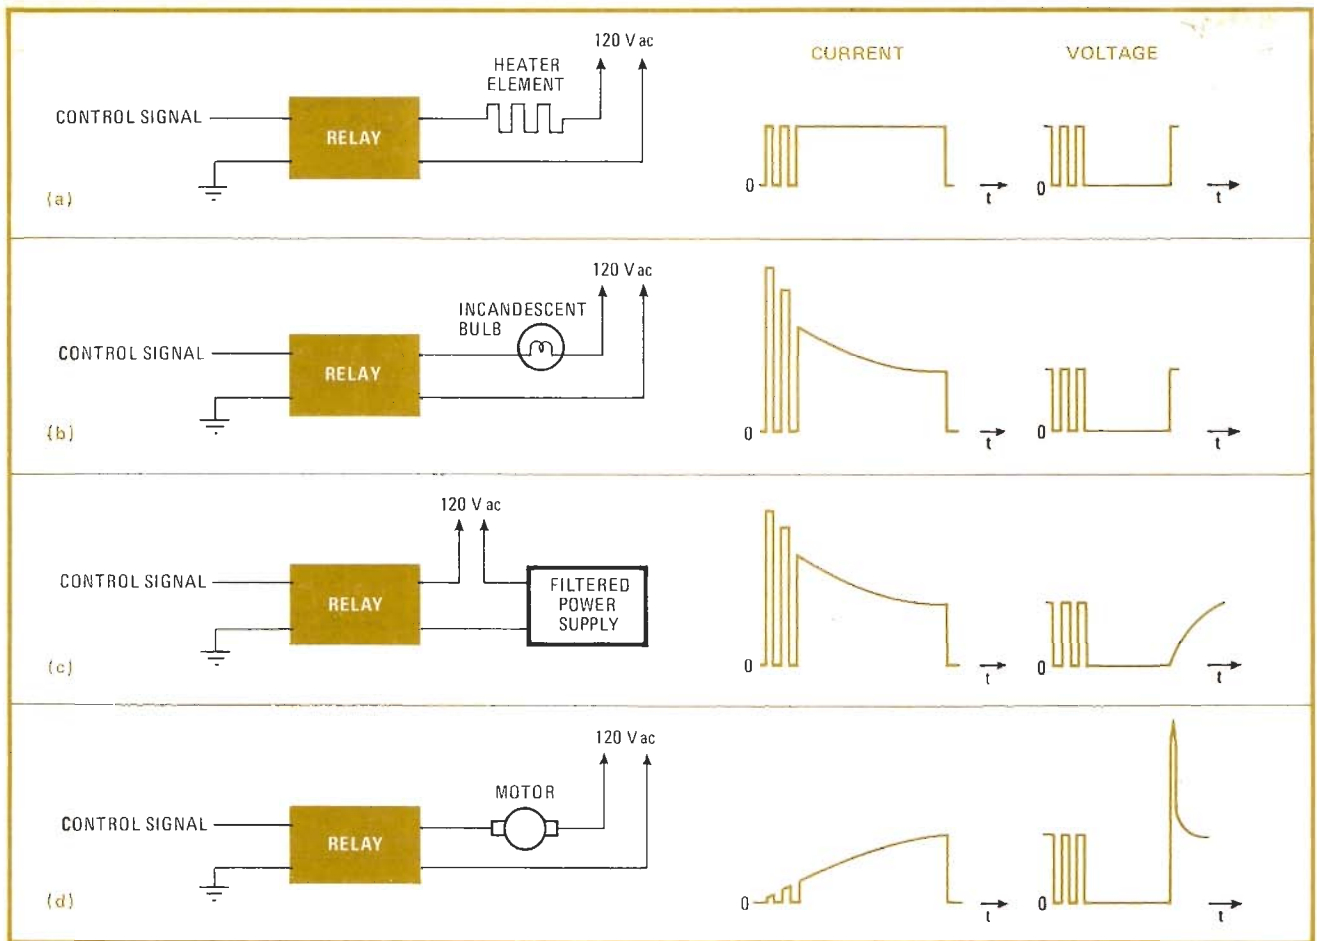 CURRENT
VOLTAGE
120 V ac
HEATER
ELEMENT
CONTROL SIGNAL
RELAY
0
t
0
t
(a)
120 V ac
INCANDESCENT
BULB
CONTROL SIGNAL
RELAY
0
t
0
t
(b)
120 V ac
CONTROL SIGNAL
RELAY
FILTERED
POWER
SUPPLY
0
t
0
t
(c)
120 V ac
MOTOR
CONTROL SIGNAL
RELAY
0
t
0
t
(d)